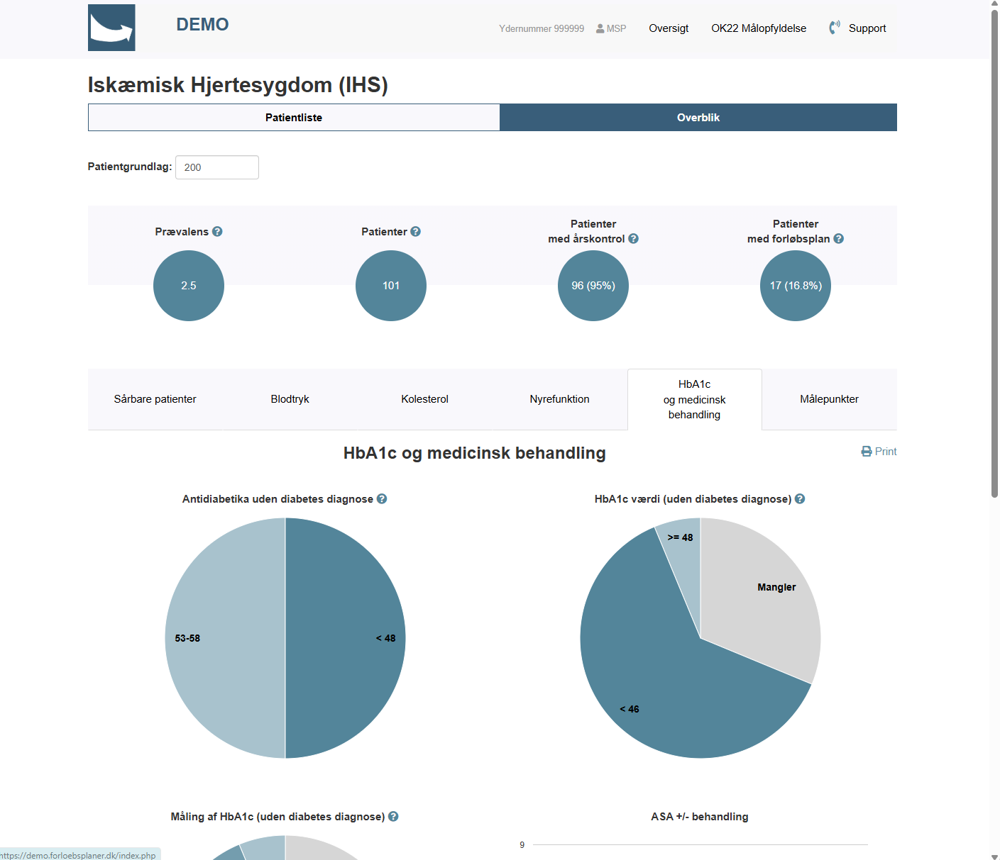 DEMO
Ydernummer 999999 MSP Oversigt OK22 Målopfyldelse Support
Iskæmisk Hjertesygdom (IHS)
Patientliste Overblik
Patientgrundlag: 200
Prævalens
2.5
Patienter
101
Patienter
med årskontrol
96 (95%)
Patienter
med forløbsplan
17 (16.8%)
Sårbare patienter
Blodtryk
Kolesterol
Nyrefunktion
HbA1c
og medicinsk
behandling
Målepunkter
HbA1c og medicinsk behandling
Print
Antidiabetika uden diabetes diagnose
53-58
< 48
HbA1c værdi (uden diabetes diagnose)
>= 48
Mangler
< 46
Måling af HbA1c (uden diabetes diagnose)
ASA +/- behandling
9
https://demo.forloebsplaner.dk/index.php